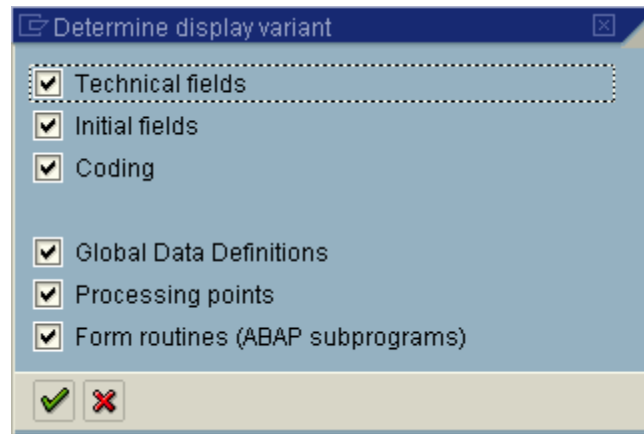 Determine display variant
Technical fields
Initial fields
Coding
Global Data Definitions
Processing points
Form routines (ABAP subprograms)